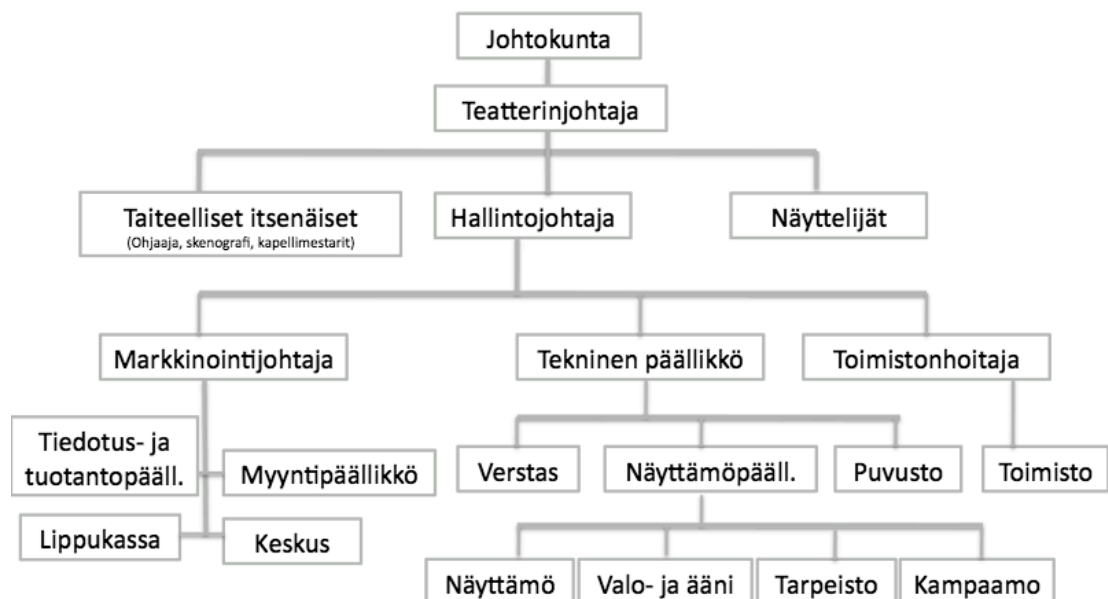 Johtokunta
Teatterinjohtaja
Taiteelliset itsenäiset
(Ohjaaja, skenografi, kapellimestarit)
Hallintojohtaja
Näyttelijät
Markkinointijohtaja
Tekninen päällikkö
Toimistonhoitaja
Tiedotus- ja
tuotantopääll.
Myyntipäällikkö
Verstas
Näyttämöpääll.
Puvusto
Toimisto
Lippukassa
Keskus
Näyttämö
Valo- ja ääni
Tarpeisto
Kampaamo